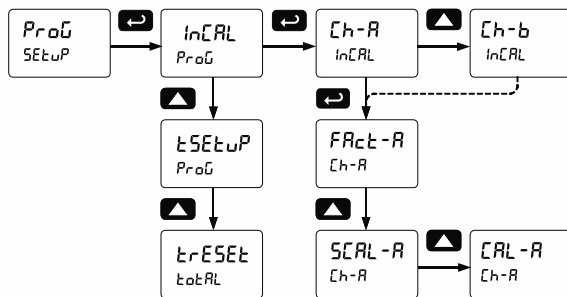 ProG
SEtuP
InCAL
ProG
Ch-A
InCAL
Ch-b
InCAL
tSEtuP
ProG
FAct-A
Ch-A
trESEt
totAL
SCAL-A
Ch-A
CAL-A
Ch-A